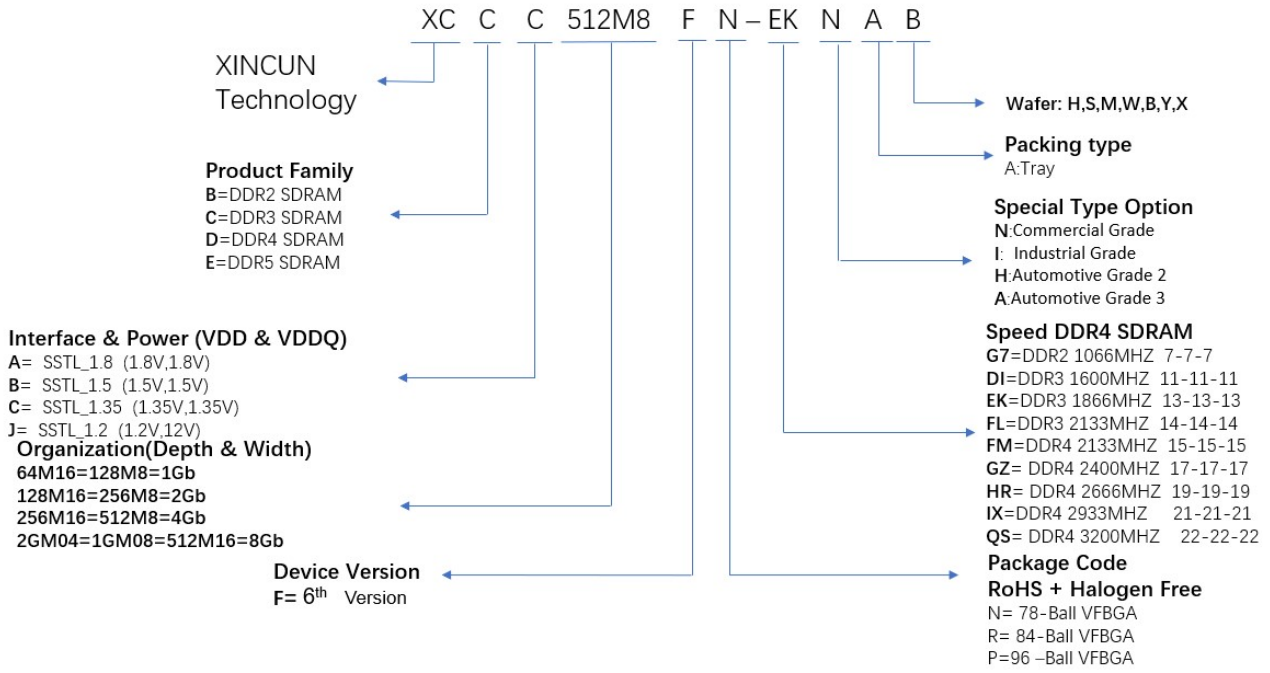 XC C C 512M8 F N – EK N A B
XINCUN
Technology
Product Family
B=DDR2 SDRAM
C=DDR3 SDRAM
D=DDR4 SDRAM
E=DDR5 SDRAM
Interface & Power (VDD & VDDQ)
A= SSTL_1.8 (1.8V,1.8V)
B= SSTL_1.5 (1.5V,1.5V)
C= SSTL_1.35 (1.35V,1.35V)
J= SSTL_1.2 (1.2V,12V)
Organization(Depth & Width)
64M16=128M8=1Gb
128M16=256M8=2Gb
256M16=512M8=4Gb
2GM04=1GM08=512M16=8Gb
Device Version
F= 6th Version
Wafer: H,S,M,W,B,Y,X
Packing type
A:Tray
Special Type Option
N:Commercial Grade
I: Industrial Grade
H:Automotive Grade 2
A:Automotive Grade 3
Speed DDR4 SDRAM
G7=DDR2 1066MHZ 7-7-7
DI=DDR3 1600MHZ 11-11-11
EK=DDR3 1866MHZ 13-13-13
FL=DDR3 2133MHZ 14-14-14
FM=DDR4 2133MHZ 15-15-15
GZ= DDR4 2400MHZ 17-17-17
HR= DDR4 2666MHZ 19-19-19
IX=DDR4 2933MHZ 21-21-21
QS= DDR4 3200MHZ 22-22-22
Package Code
RoHS + Halogen Free
N= 78-Ball VFBGA
R= 84-Ball VFBGA
P=96 –Ball VFBGA